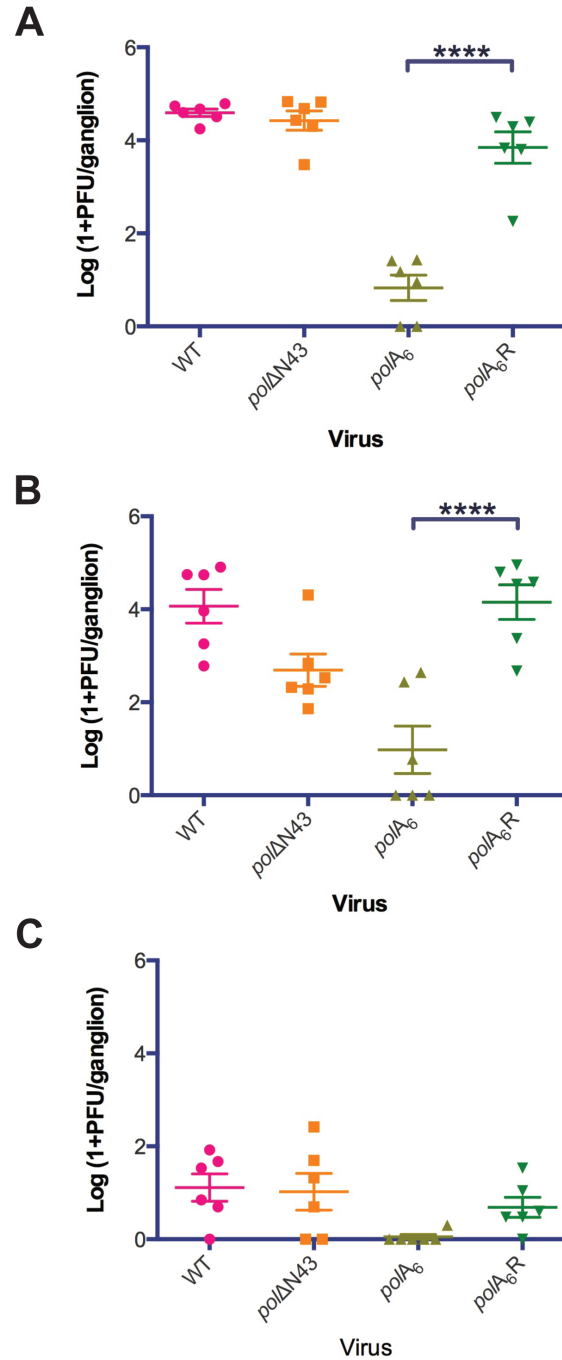 A
6
4
2
0
Log (1+PFU/ganglion)
****
WT
polΔN43
polA₆
polA₆R
Virus
B
6
4
2
0
Log (1+PFU/ganglion)
****
WT
polΔN43
polA₆
polA₆R
Virus
C
6
4
2
0
Log (1+PFU/ganglion)
WT
polΔN43
polA₆
polA₆R
Virus